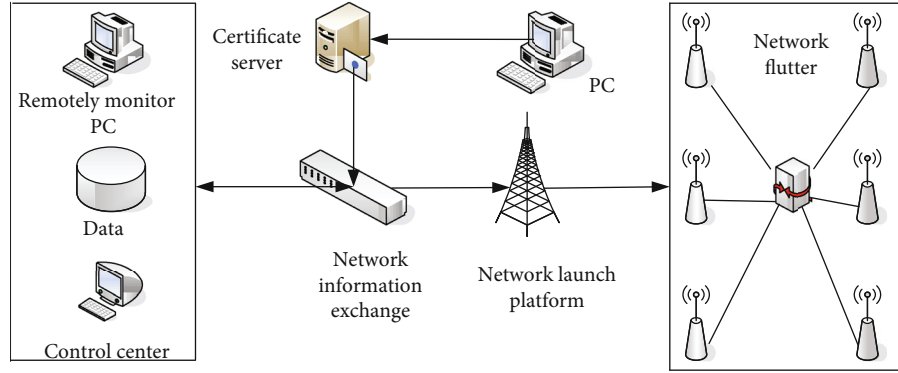 Remotely monitor
PC
Data
Control center
Certificate
server
PC
Network
information
exchange
Network launch
platform
Network
flutter